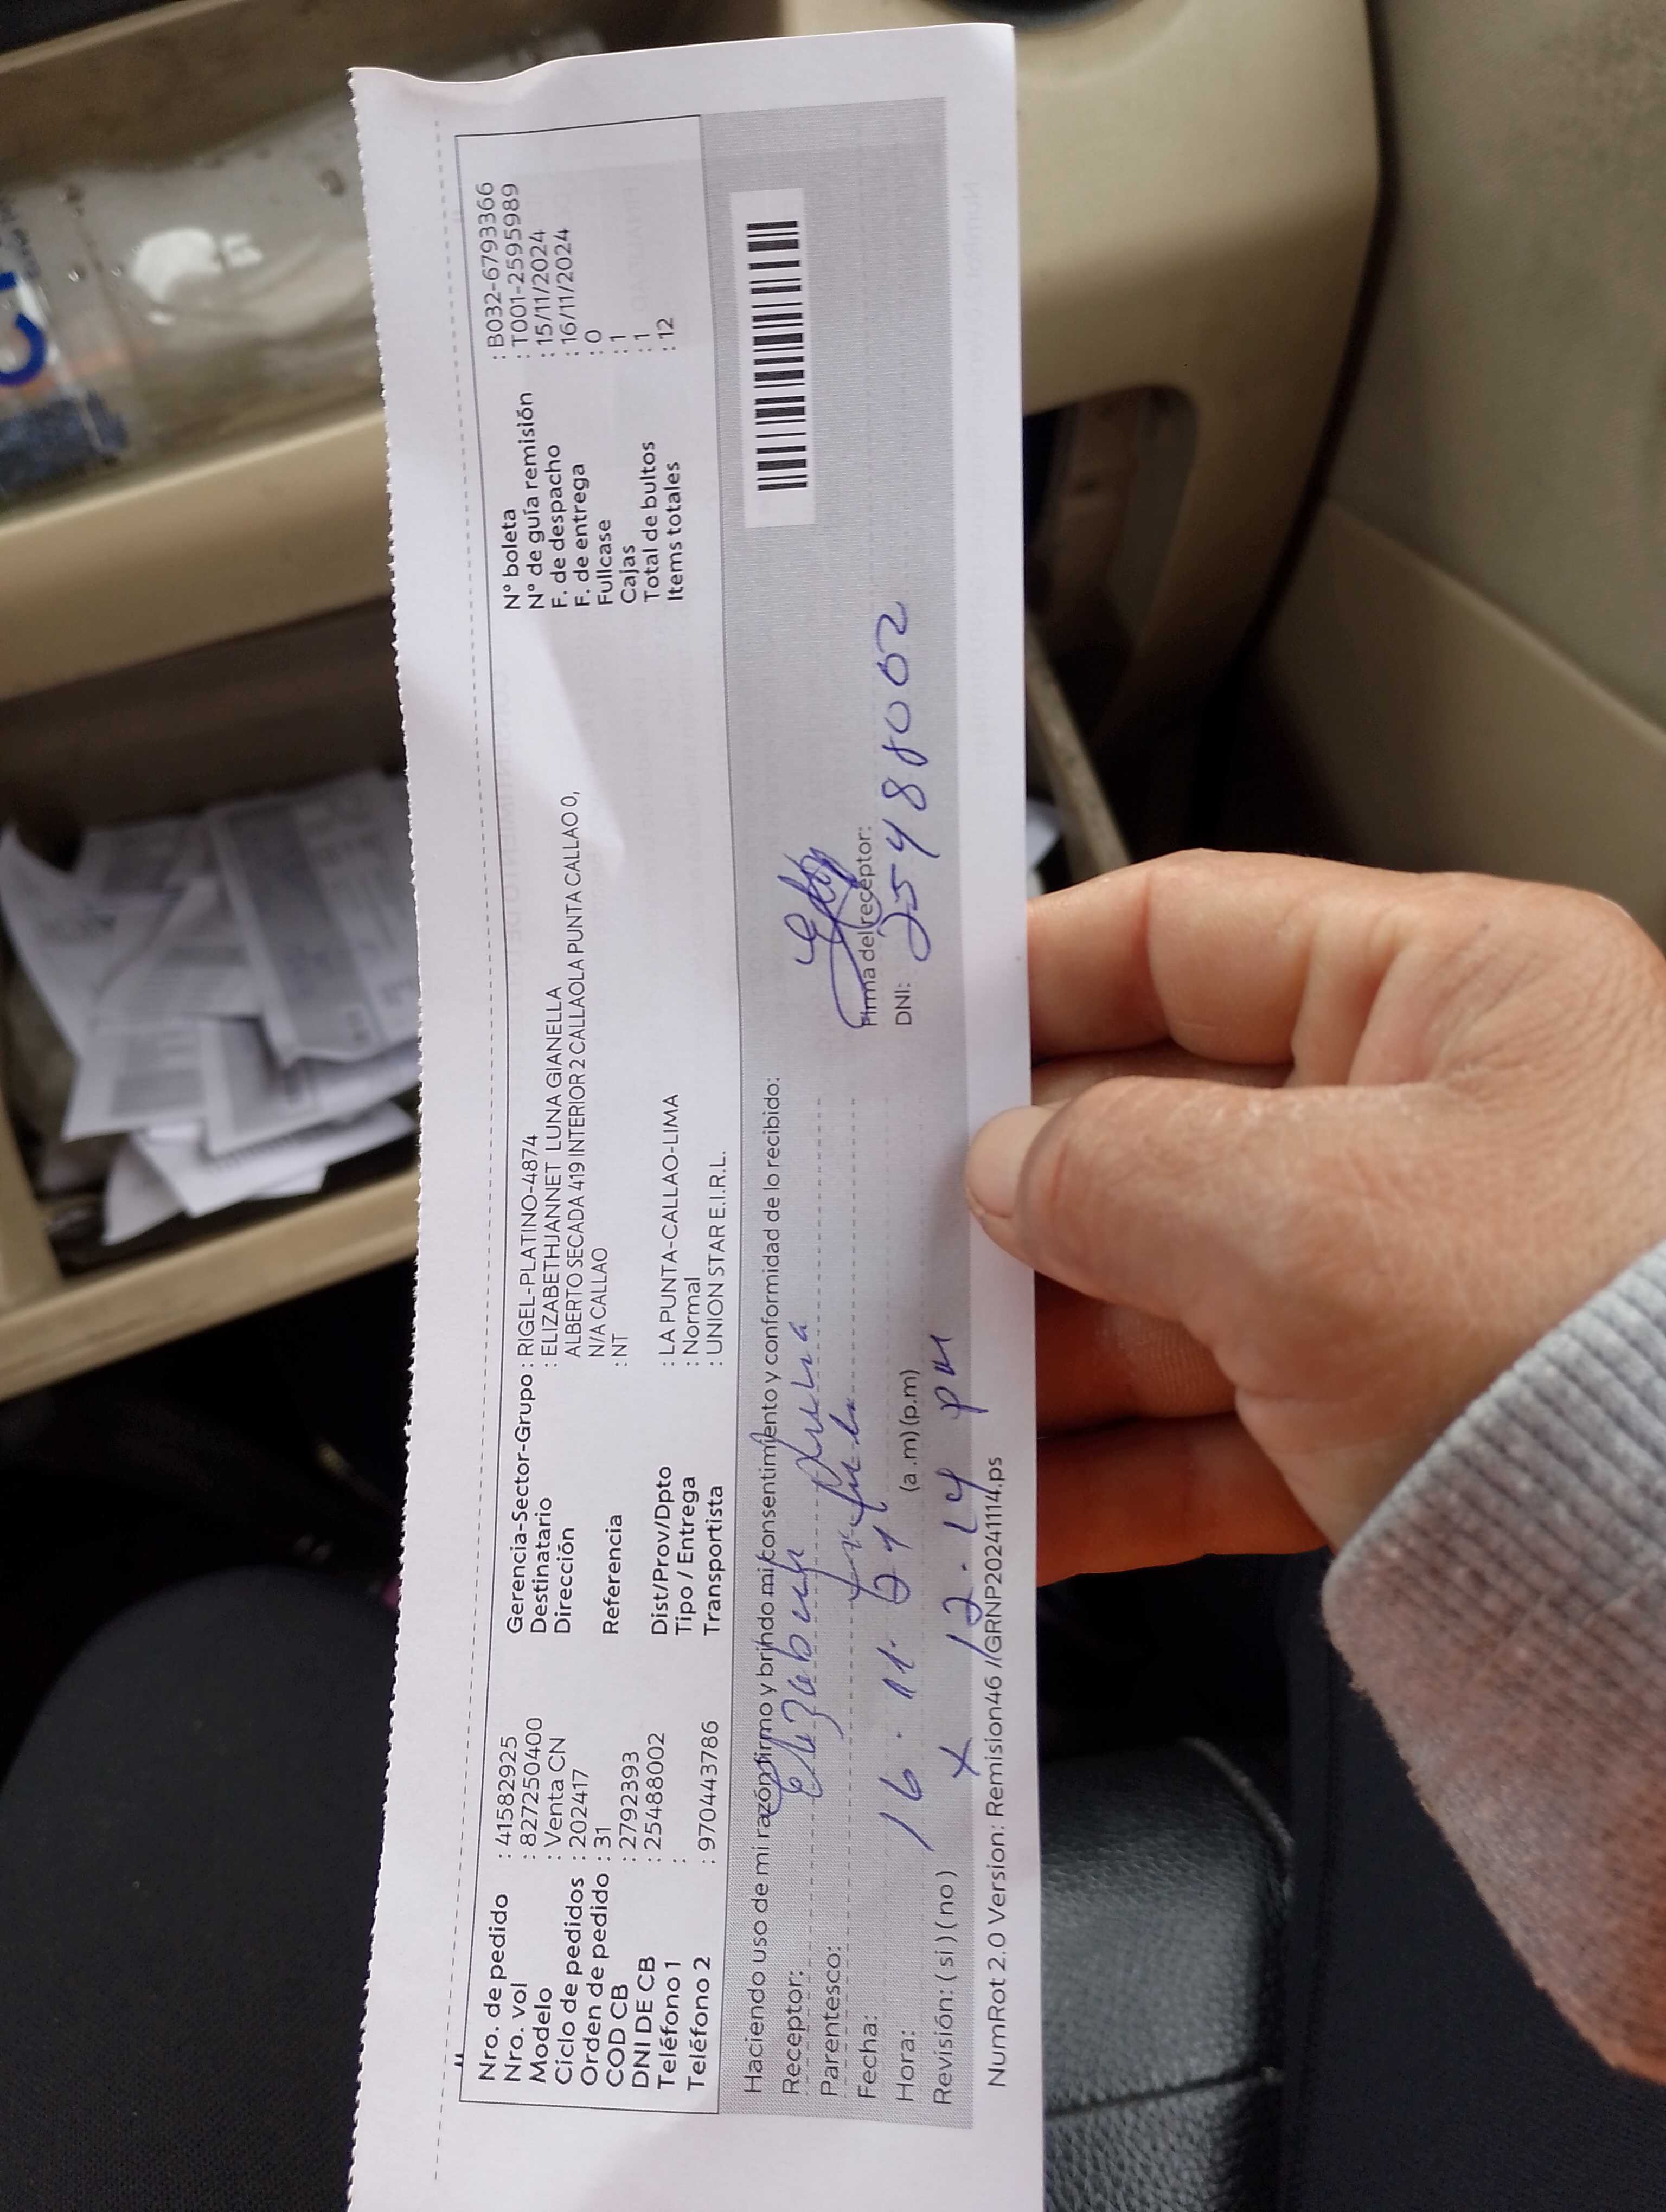 Nro. de pedido : 41582925
Nro. vol : 8272507400
Modelo : Venta CN
Ciclo de pedidos : 202417
Orden de pedido : 31
COD CB : 2792393
DNI DE CB : 25488002
Teléfono 1 :
Teléfono 2 : 970443786
Gerencia-Sector-Grupo : RIGEL-PLATINO-4874
Destinatario : ELIZABETHJANNET LUNA GIANELLA
Dirección ALBERTO SECADA 419 INTERIOR 2 CALLAOLA PUNTA CALLAO 0,
N/A CALLAO
Referencia : NT
Dist/Prov/Dpto : LA PUNTA-CALLAO-LIMA
Tipo / Entrega : Normal
Transportista : UNION STAR E.I.R.L.
N° boleta : B032-6793366
N° de guía remisión : T001-2595989
F. de despacho : 15/11/2024
F. de entrega : 16/11/2024
Fullcase : 0
Cajas : 1
Total de bultos : 1
Items totales : 12
Haciendo uso de mi razón firmo y brindo mi consentimiento y conformidad de lo recibido:
Receptor: Elizabeth Luna
Parentesco:
Fecha: 16. 11. 24
Hora: (a.m) (p.m)
Revisión: (si) (no) x 12.14 pm
Firma del receptor:
DNI: 25488002
NumRot 2.0 Version: Remision46 //GRNP20241114.ps